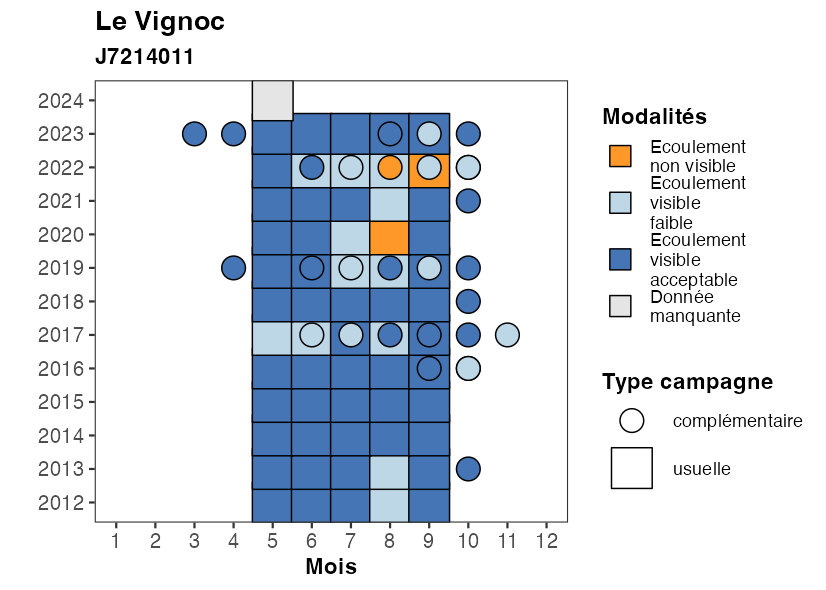 Le Vignoc
J7214011
2024
2023
2022
2021
2020
2019
2018
2017
2016
2015
2014
2013
2012
1 2 3 4 5 6 7 8 9 10 11 12
Mois
Modalités
Ecoulement
non visible
Ecoulement
visible
faible
Ecoulement
visible
acceptable
Donnée
manquante
Type campagne
complémentaire
usuelle